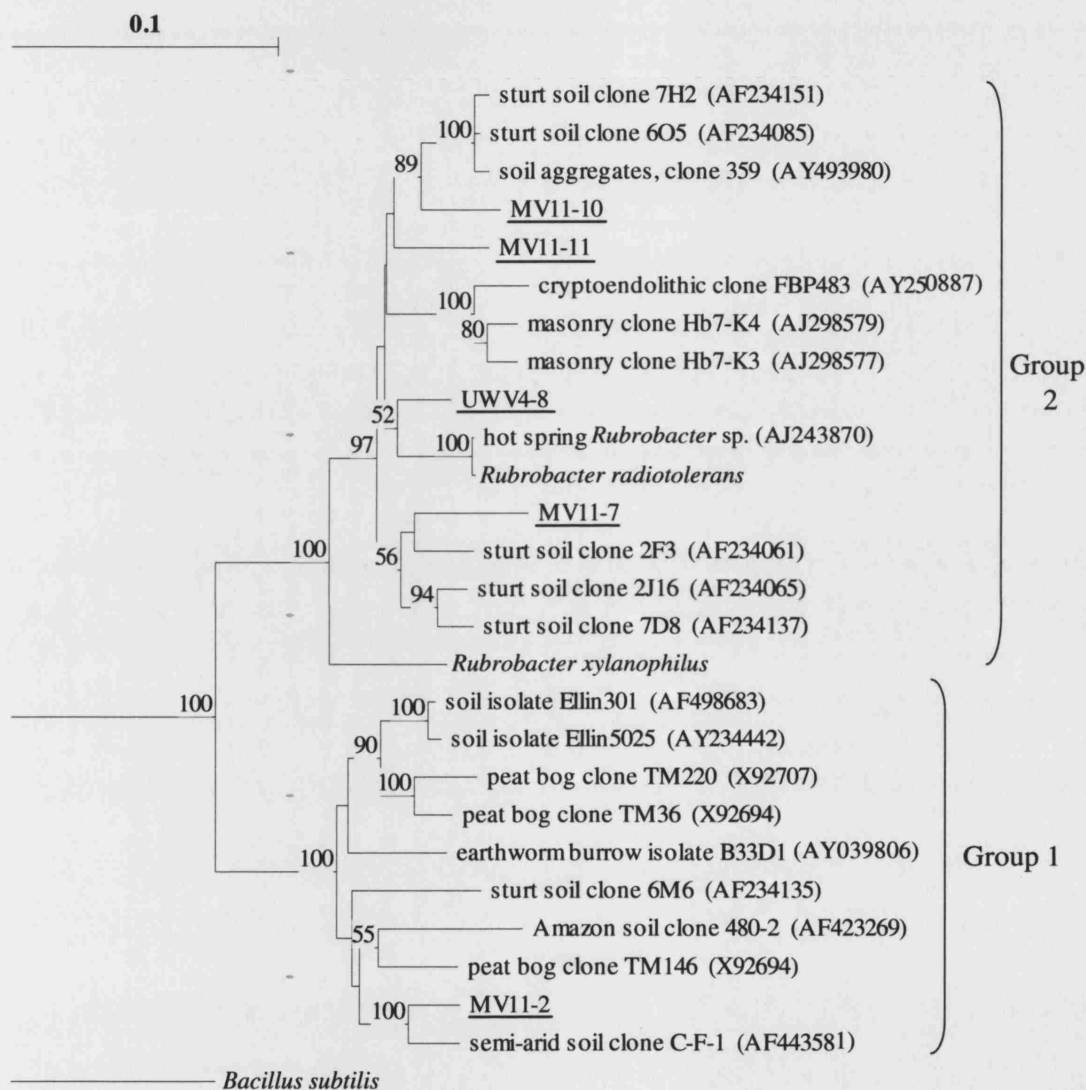 0.1
sturt soil clone 7H2 (AF234151)
100
sturt soil clone 6O5 (AF234085)
89
soil aggregates, clone 359 (AY493980)
MV11-10
MV11-11
cryptoendolithic clone FBP483 (AY250887)
100
masonry clone Hb7-K4 (AJ298579)
80
masonry clone Hb7-K3 (AJ298577)
Group
2
UWV4-8
52
97
100
hot spring Rubrobacter sp. (AJ243870)
Rubrobacter radiotolerans
MV11-7
100
56
sturt soil clone 2F3 (AF234061)
94
sturt soil clone 2J16 (AF234065)
sturt soil clone 7D8 (AF234137)
Rubrobacter xylanophilus
100
100
soil isolate Ellin301 (AF498683)
90
soil isolate Ellin5025 (AY234442)
100
peat bog clone TM220 (X92707)
peat bog clone TM36 (X92694)
100
earthworm burrow isolate B33D1 (AY039806)
Group 1
sturt soil clone 6M6 (AF234135)
55
Amazon soil clone 480-2 (AF423269)
peat bog clone TM146 (X92694)
100
MV11-2
semi-arid soil clone C-F-1 (AF443581)
Bacillus subtilis